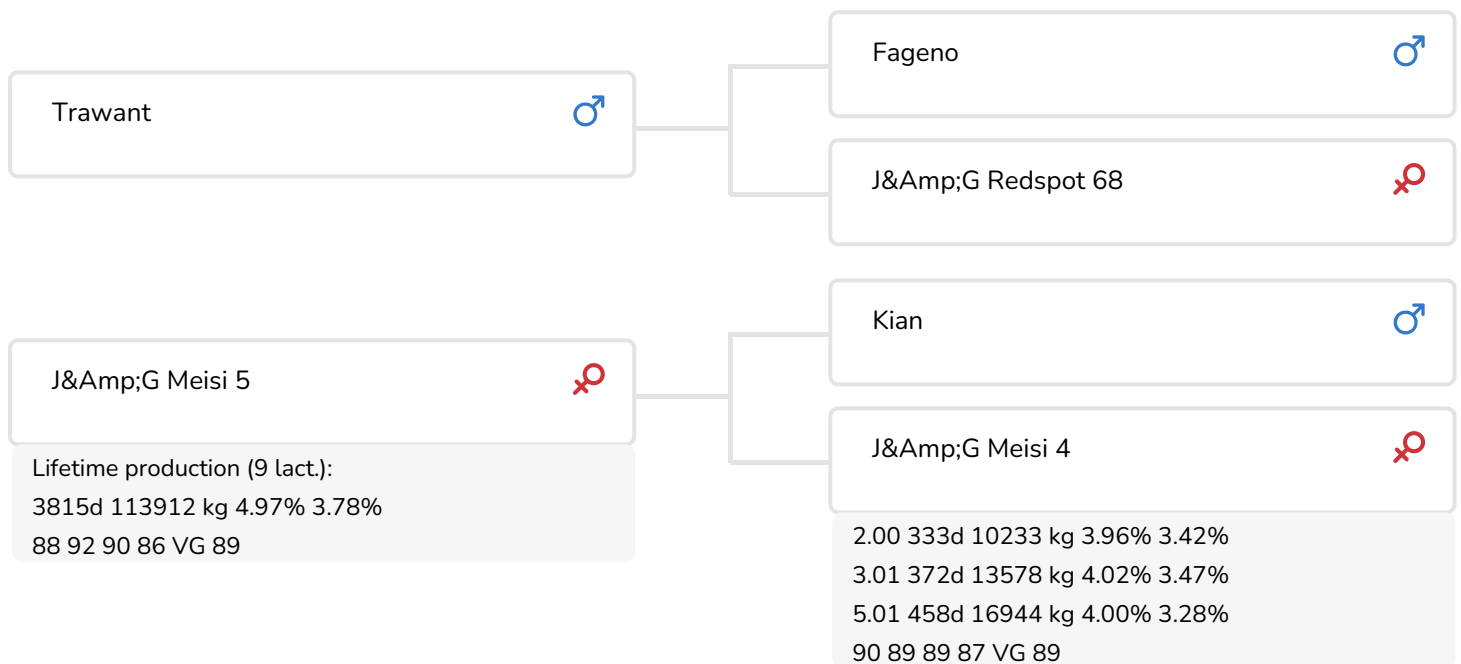 Trawant
Fageno
J&Amp;G Redspot 68
J&Amp;G Meisi 5
Lifetime production (9 lact.):
3815d 113912 kg 4.97% 3.78%
88 92 90 86 VG 89
Kian
J&Amp;G Meisi 4
2.00 333d 10233 kg 3.96% 3.42%
3.01 372d 13578 kg 4.02% 3.47%
5.01 458d 16944 kg 4.00% 3.28%
90 89 89 87 VG 89